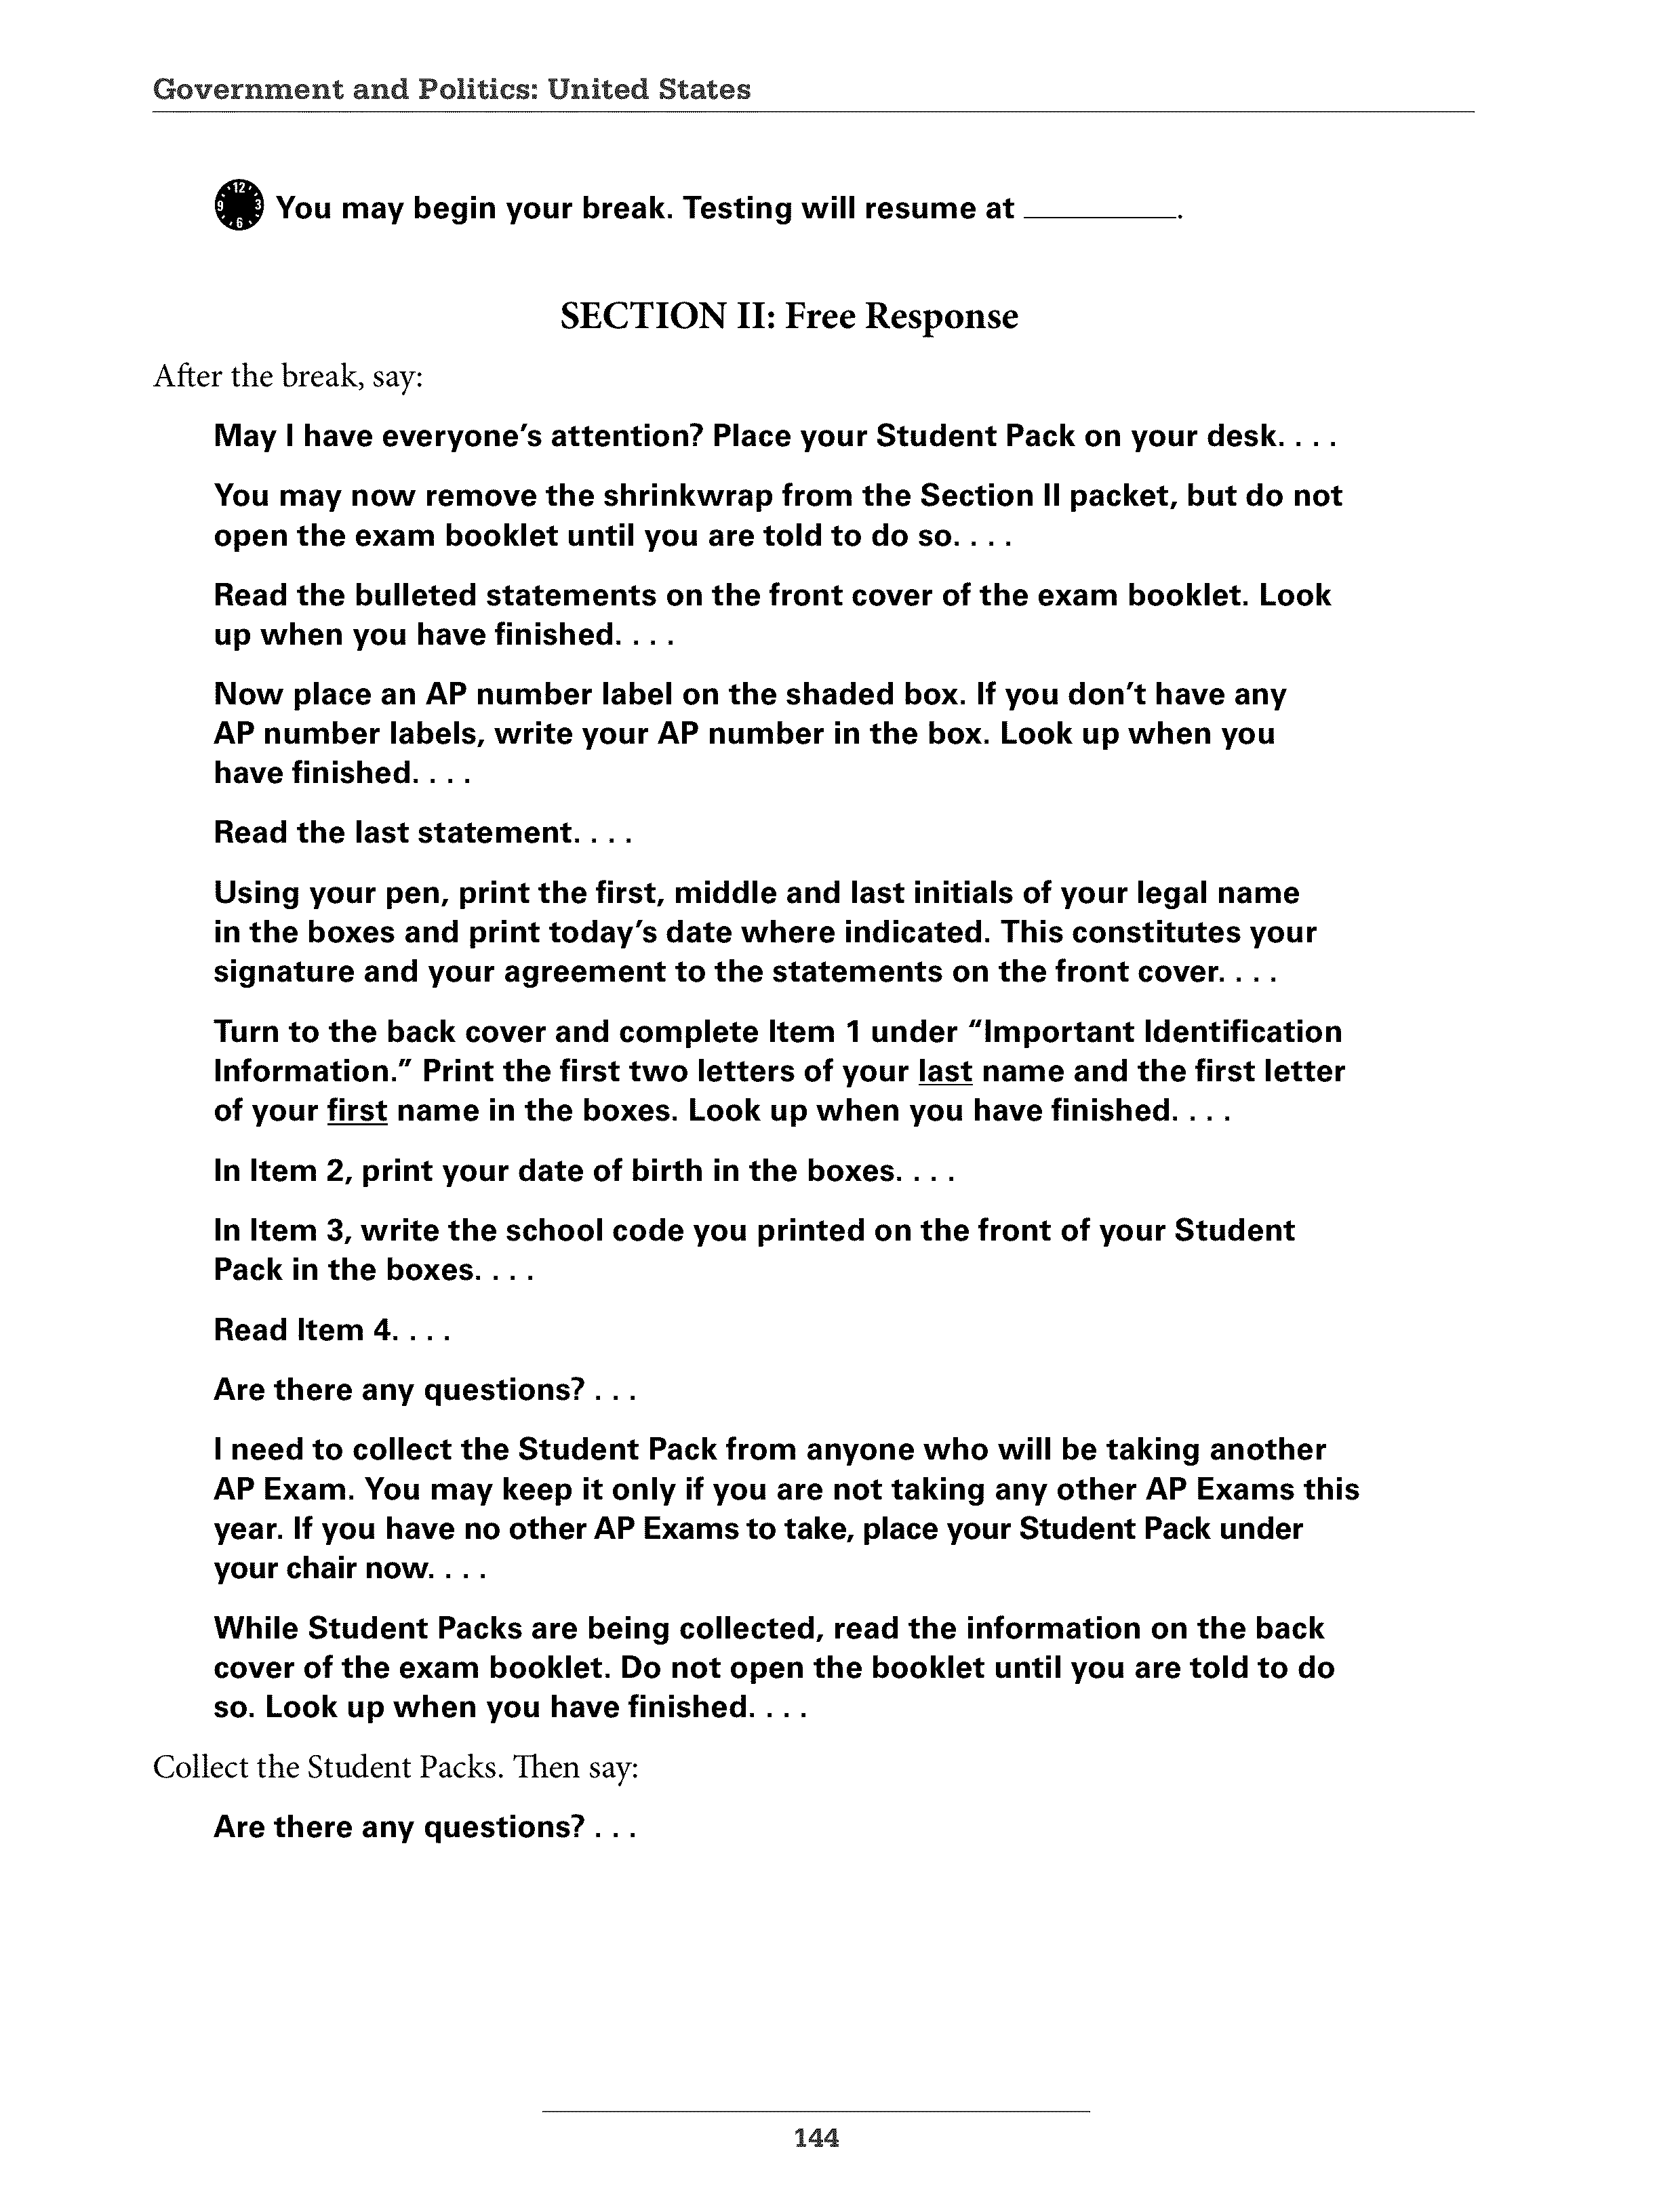 Government and Politics: United States
12
9 3
6
You may begin your break. Testing will resume at __________.
SECTION II: Free Response
After the break, say:
May I have everyone’s attention? Place your Student Pack on your desk. . . .
You may now remove the shrinkwrap from the Section II packet, but do not
open the exam booklet until you are told to do so. . . .
Read the bulleted statements on the front cover of the exam booklet. Look
up when you have finished. . . .
Now place an AP number label on the shaded box. If you don’t have any
AP number labels, write your AP number in the box. Look up when you
have finished. . . .
Read the last statement. . . .
Using your pen, print the first, middle and last initials of your legal name
in the boxes and print today’s date where indicated. This constitutes your
signature and your agreement to the statements on the front cover. . . .
Turn to the back cover and complete Item 1 under “Important Identification
Information.” Print the first two letters of your last name and the first letter
of your first name in the boxes. Look up when you have finished. . . .
In Item 2, print your date of birth in the boxes. . . .
In Item 3, write the school code you printed on the front of your Student
Pack in the boxes. . . .
Read Item 4. . . .
Are there any questions? . . .
I need to collect the Student Pack from anyone who will be taking another
AP Exam. You may keep it only if you are not taking any other AP Exams this
year. If you have no other AP Exams to take, place your Student Pack under
your chair now. . . .
While Student Packs are being collected, read the information on the back
cover of the exam booklet. Do not open the booklet until you are told to do
so. Look up when you have finished. . . .
Collect the Student Packs. Then say:
Are there any questions? . . .
144